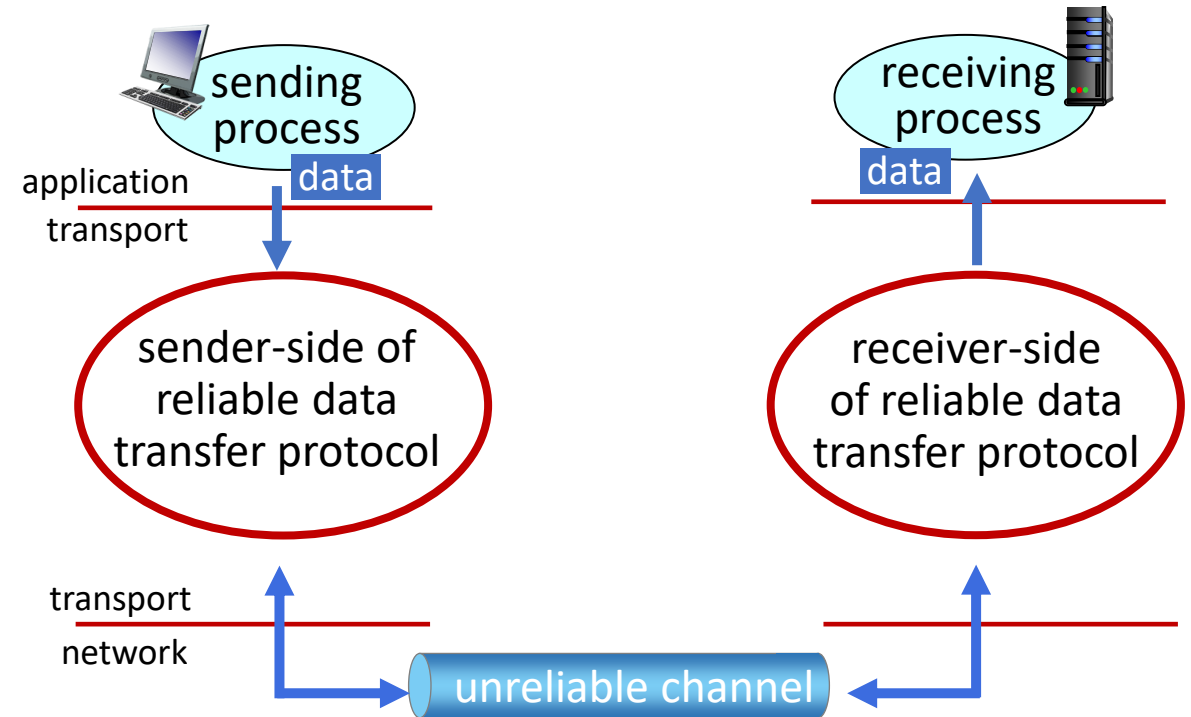 sending
process
data
application
transport
sender-side of
reliable data
transfer protocol
transport
network
receiving
process
data
receiver-side
of reliable data
transfer protocol
unreliable channel